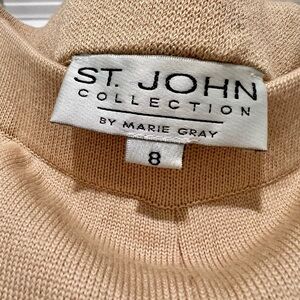 ST. JOHN
COLLECTION
BY MARIE GRAY
8